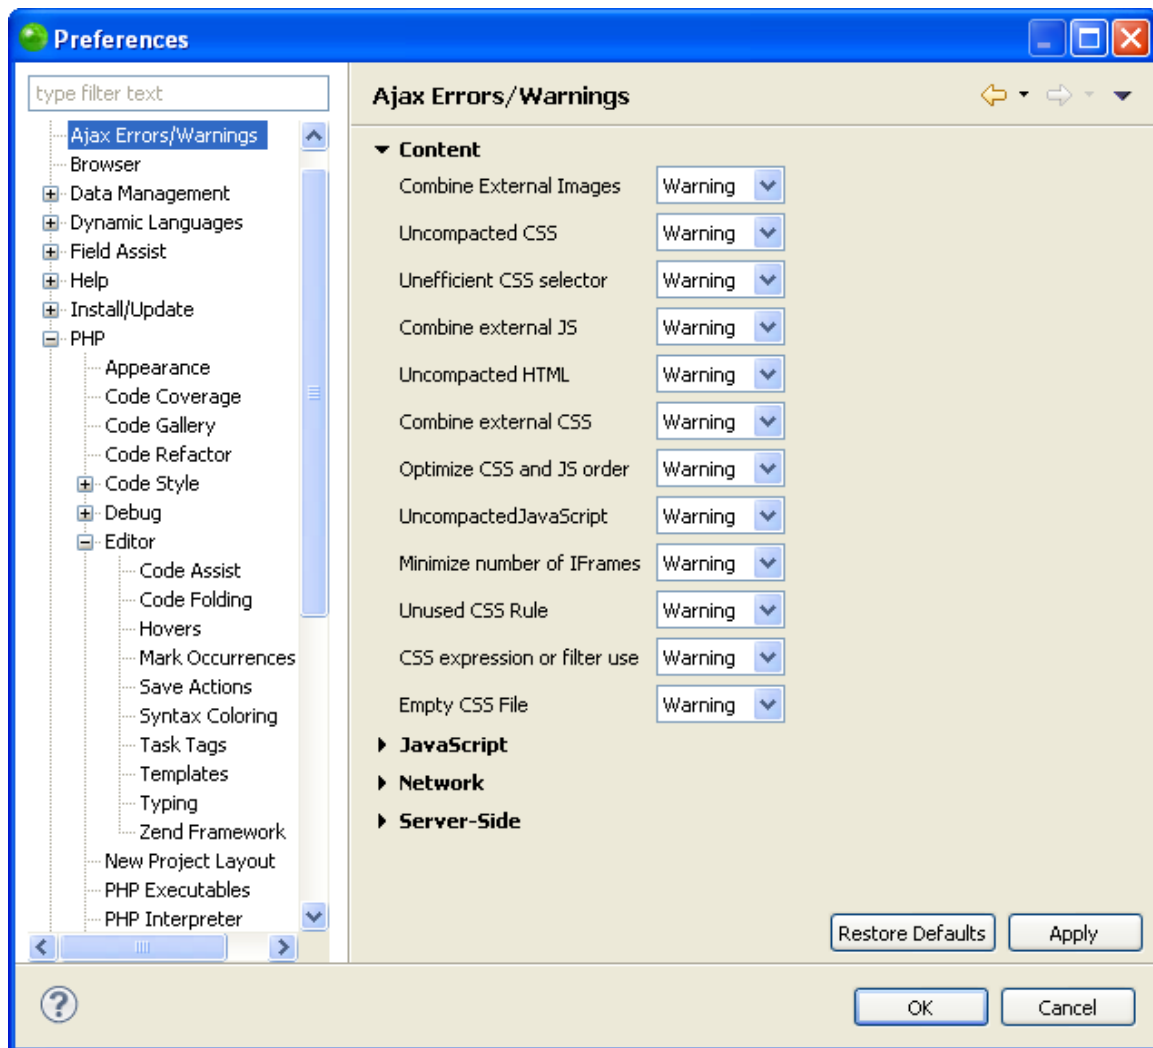 Preferences
type filter text
Ajax Errors/Warnings
Browser
Data Management
Dynamic Languages
Field Assist
Help
Install/Update
PHP
Appearance
Code Coverage
Code Gallery
Code Refactor
Code Style
Debug
Editor
Code Assist
Code Folding
Hovers
Mark Occurrences
Save Actions
Syntax Coloring
Task Tags
Templates
Typing
Zend Framework
New Project Layout
PHP Executables
PHP Interpreter
Ajax Errors/Warnings
Content
Combine External Images Warning
Uncompacted CSS Warning
Unefficient CSS selector Warning
Combine external JS Warning
Uncompacted HTML Warning
Combine external CSS Warning
Optimize CSS and JS order Warning
UncompactedJavaScript Warning
Minimize number of IFrames Warning
Unused CSS Rule Warning
CSS expression or filter use Warning
Empty CSS File Warning
JavaScript
Network
Server-Side
Restore Defaults Apply
OK Cancel